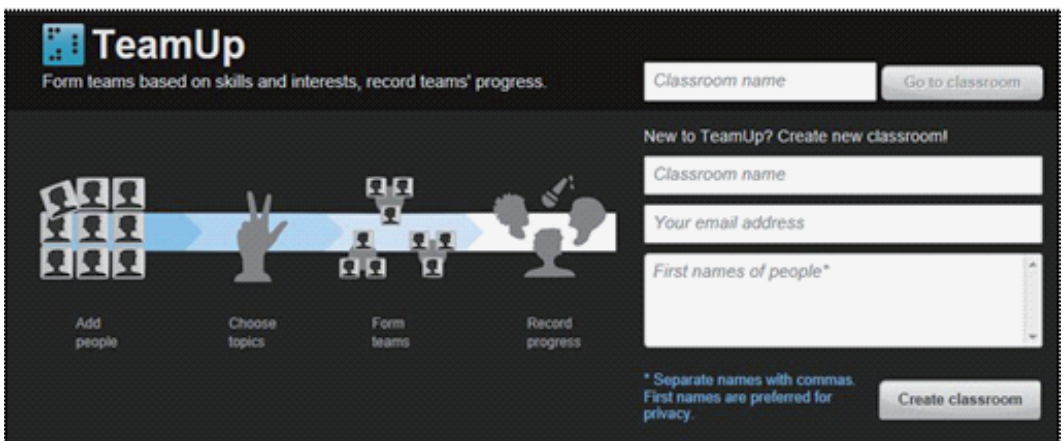 TeamUp
Form teams based on skills and interests, record teams' progress.
Classroom name
Go to classroom
New to TeamUp? Create new classroom!
Classroom name
Your email address
First names of people*
Add
people
Choose
topics
Form
teams
Record
progress
* Separate names with commas.
First names are preferred for
privacy.
Create classroom